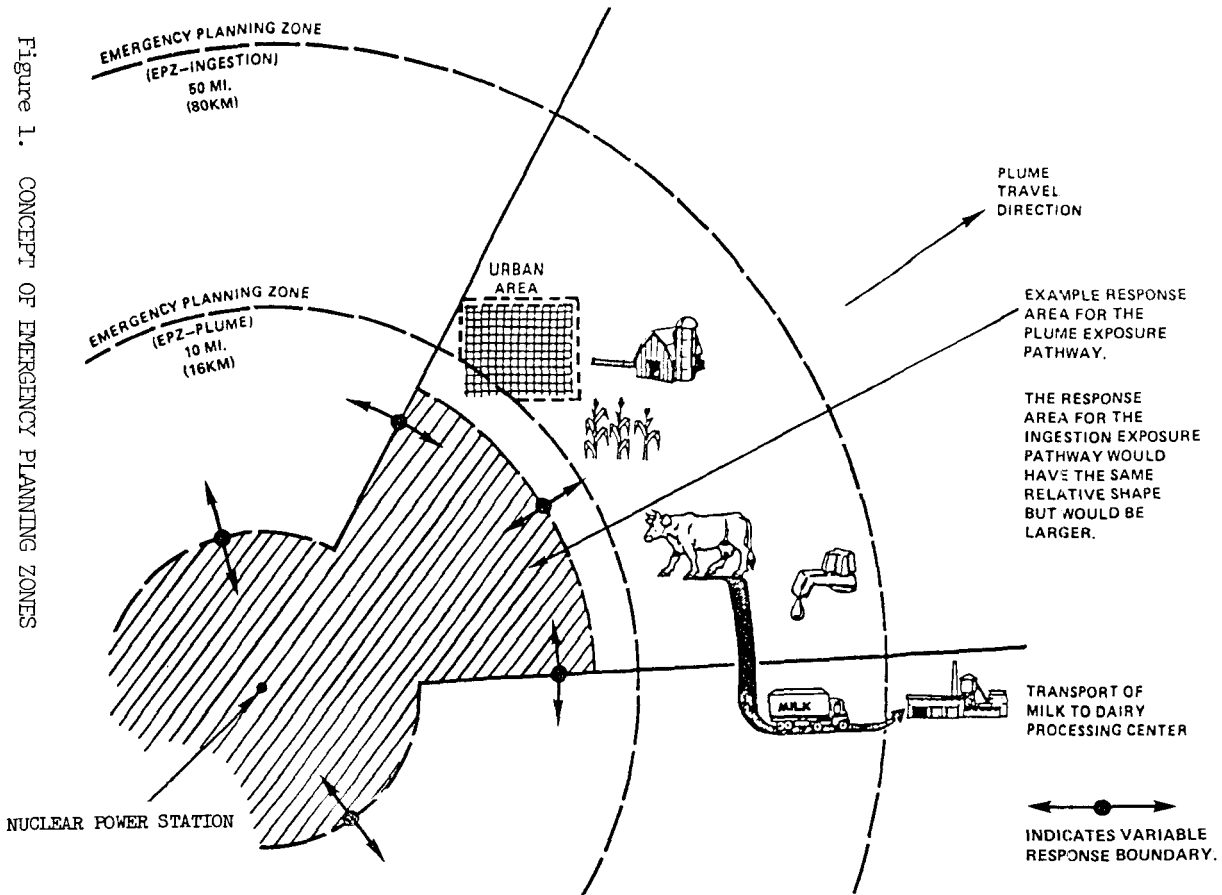 Figure 1. CONCEPT OF EMERGENCY PLANNING ZONES
EMERGENCY PLANNING ZONE
(EPZ-INGESTION)
50 MI.
(80KM)
PLUME
TRAVEL
DIRECTION
URBAN
AREA
EMERGENCY PLANNING ZONE
(EPZ-PLUME)
10 MI.
(16KM)
EXAMPLE RESPONSE
AREA FOR THE
PLUME EXPOSURE
PATHWAY.
THE RESPONSE
AREA FOR THE
INGESTION EXPOSURE
PATHWAY WOULD
HAVE THE SAME
RELATIVE SHAPE
BUT WOULD BE
LARGER.
MILK
TRANSPORT OF
MILK TO DAIRY
PROCESSING CENTER
NUCLEAR POWER STATION
INDICATES VARIABLE
RESPONSE BOUNDARY.